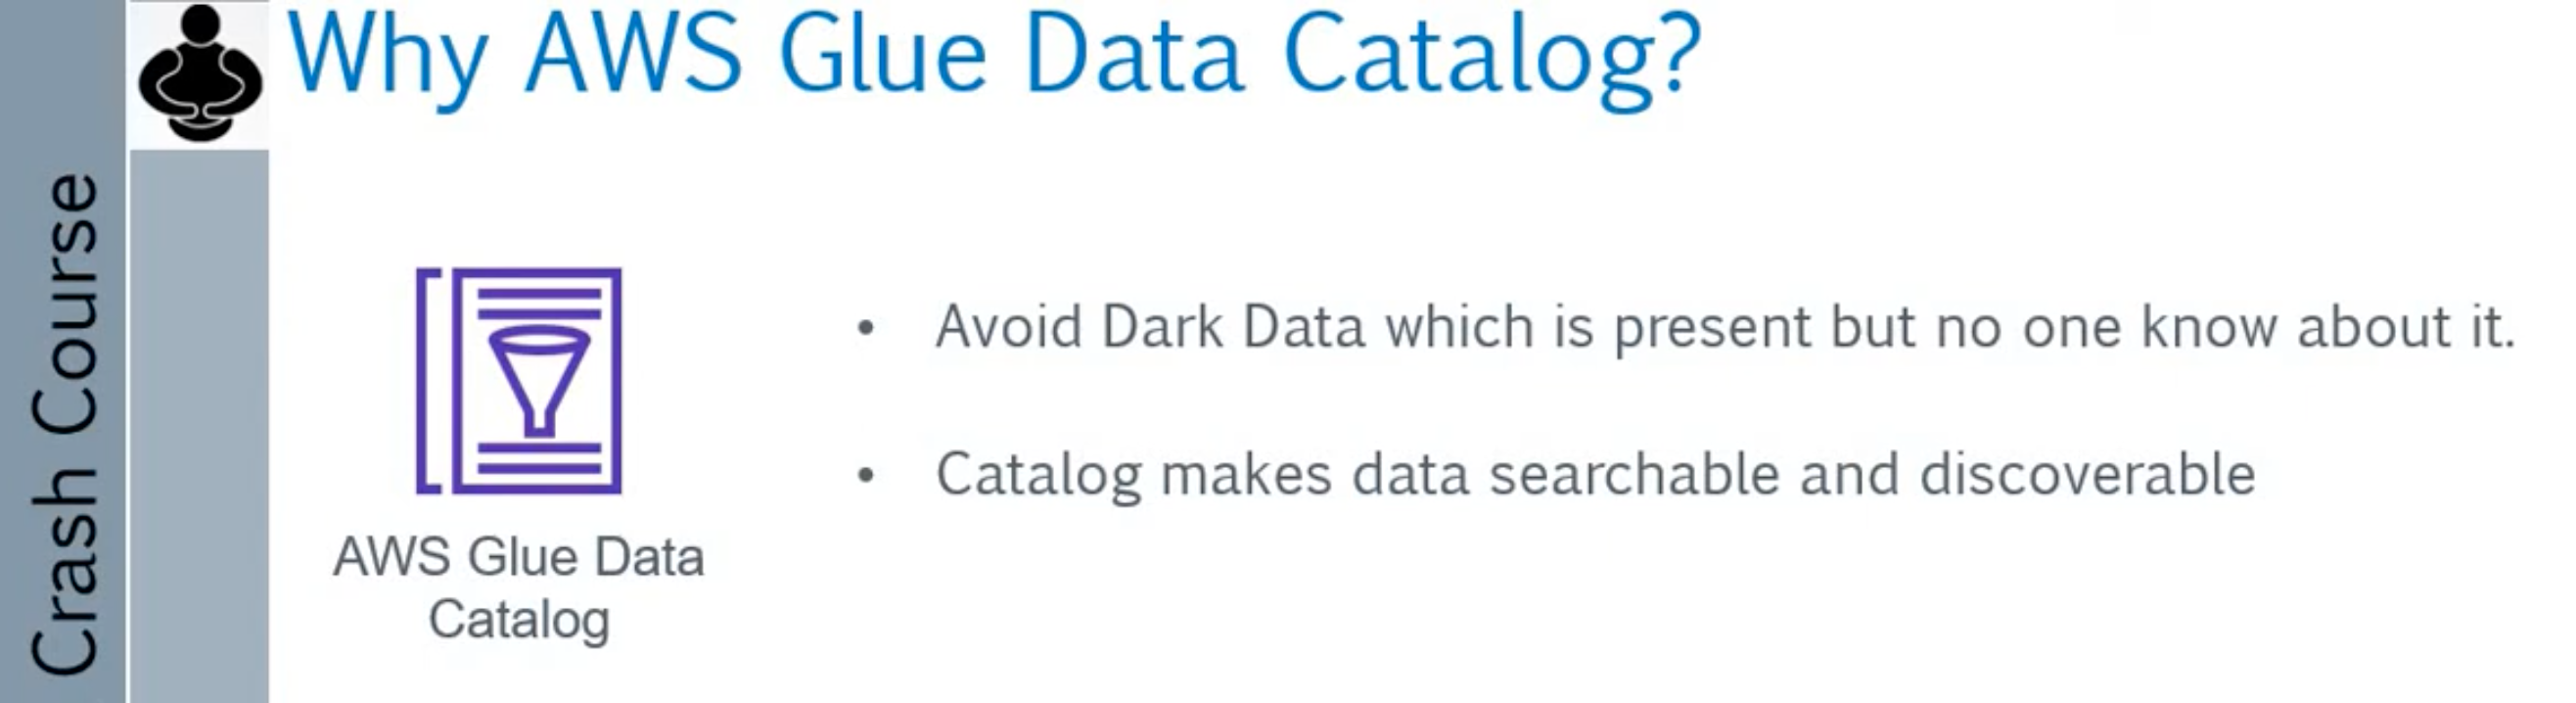 Crash Course
Why AWS Glue Data Catalog?
AWS Glue Data
Catalog
• Avoid Dark Data which is present but no one know about it.
• Catalog makes data searchable and discoverable